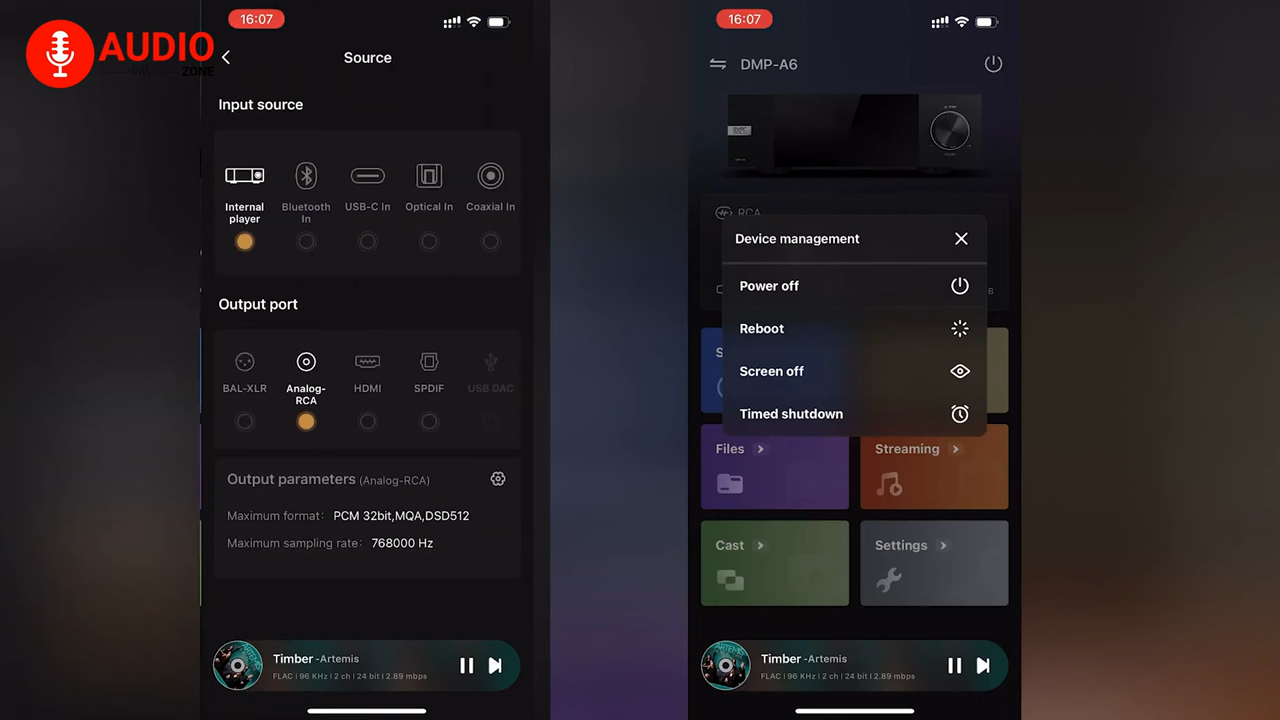 AUDIO
ZONE
16:07
Source
Input source
Internal player
Bluetooth In
USB-C In
Optical In
Coaxial In
Output port
BAL-XLR
Analog-RCA
HDMI
SPDIF
USB DAC
Output parameters (Analog-RCA)
Maximum format: PCM 32bit,MQA,DSD512
Maximum sampling rate: 768000 Hz
Timber -Artemis
FLAC | 96 KHz | 2 ch | 24 bit | 2.89 mbps
16:07
DMP-A6
RCA
Device management
Power off
Reboot
Screen off
Timed shutdown
S
B
Files
Streaming
Cast
Settings
Timber -Artemis
FLAC | 96 KHz | 2 ch | 24 bit | 2.89 mbps